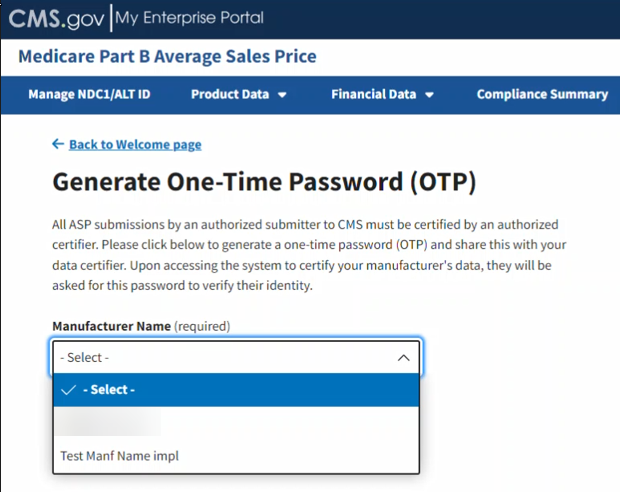 CMS.gov My Enterprise Portal
Medicare Part B Average Sales Price
Manage NDC1/ALT ID Product Data Financial Data Compliance Summary
Back to Welcome page
Generate One-Time Password (OTP)
All ASP submissions by an authorized submitter to CMS must be certified by an authorized
certifier. Please click below to generate a one-time password (OTP) and share this with your
data certifier. Upon accessing the system to certify your manufacturer's data, they will be
asked for this password to verify their identity.
Manufacturer Name (required)
- Select -
- Select -
Test Manf Name impl